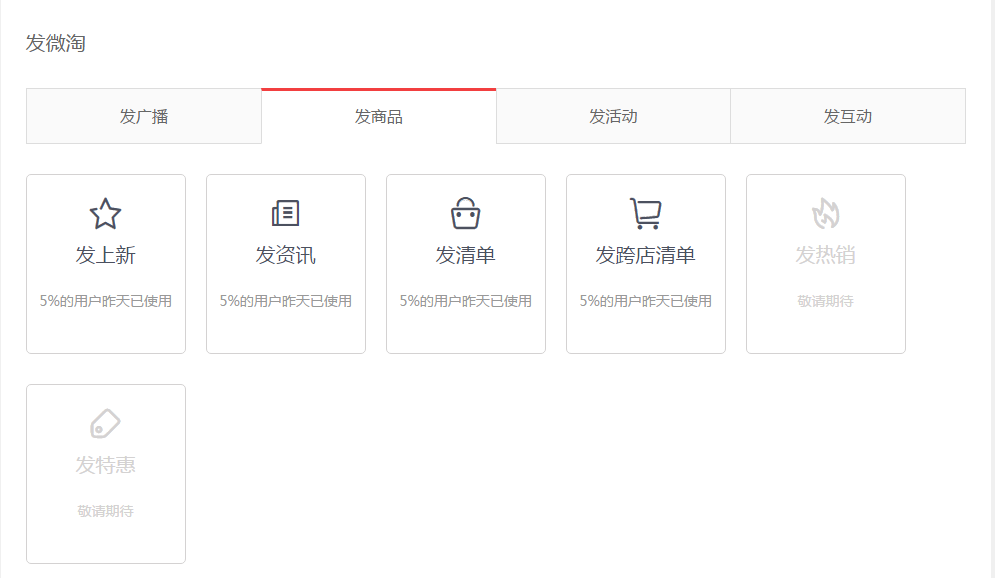 发微淘
发广播
发商品
发活动
发互动
发上新
发资讯
发清单
发跨店清单
发热销
5%的用户昨天已使用
5%的用户昨天已使用
5%的用户昨天已使用
5%的用户昨天已使用
敬请期待
发特惠
敬请期待